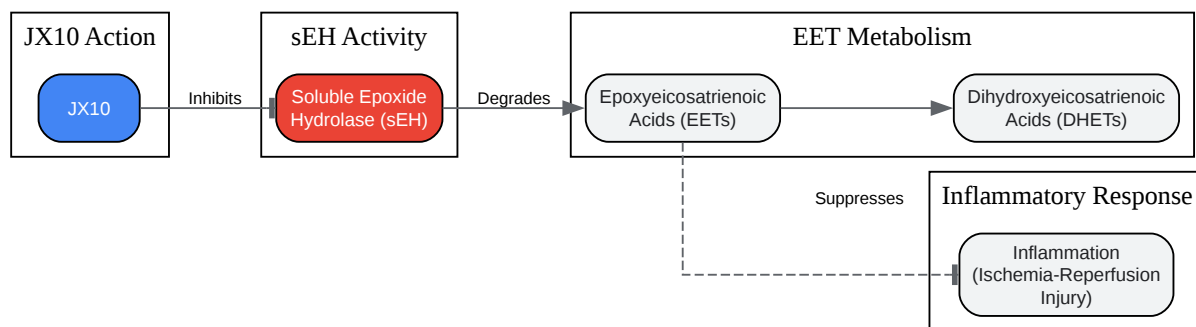 JX10 Action
sEH Activity
EET Metabolism
JX10
Inhibits
Soluble Epoxide
Hydrolase (sEH)
Degrades
Epoxyeicosatrienoic
Acids (EETs)
Dihydroxyeicosatrienoic
Acids (DHETs)
Suppresses
Inflammatory Response
Inflammation
(Ischemia-Reperfusion
Injury)